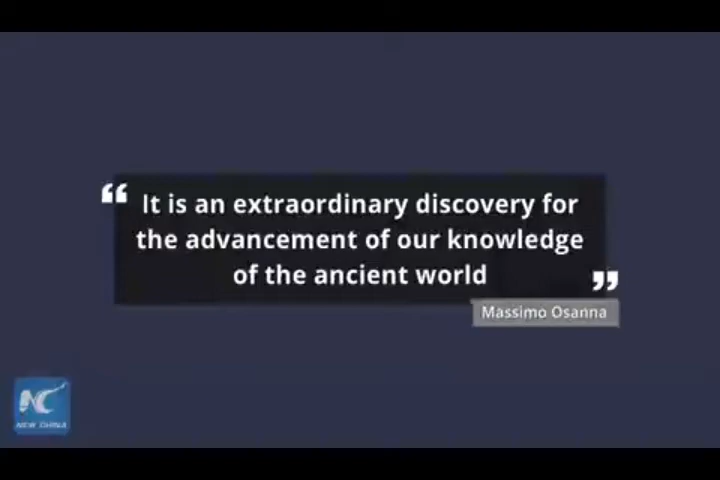 “
It is an extraordinary discovery for
the advancement of our knowledge
of the ancient world
”
Massimo Osanna
NC
NEW CHINA